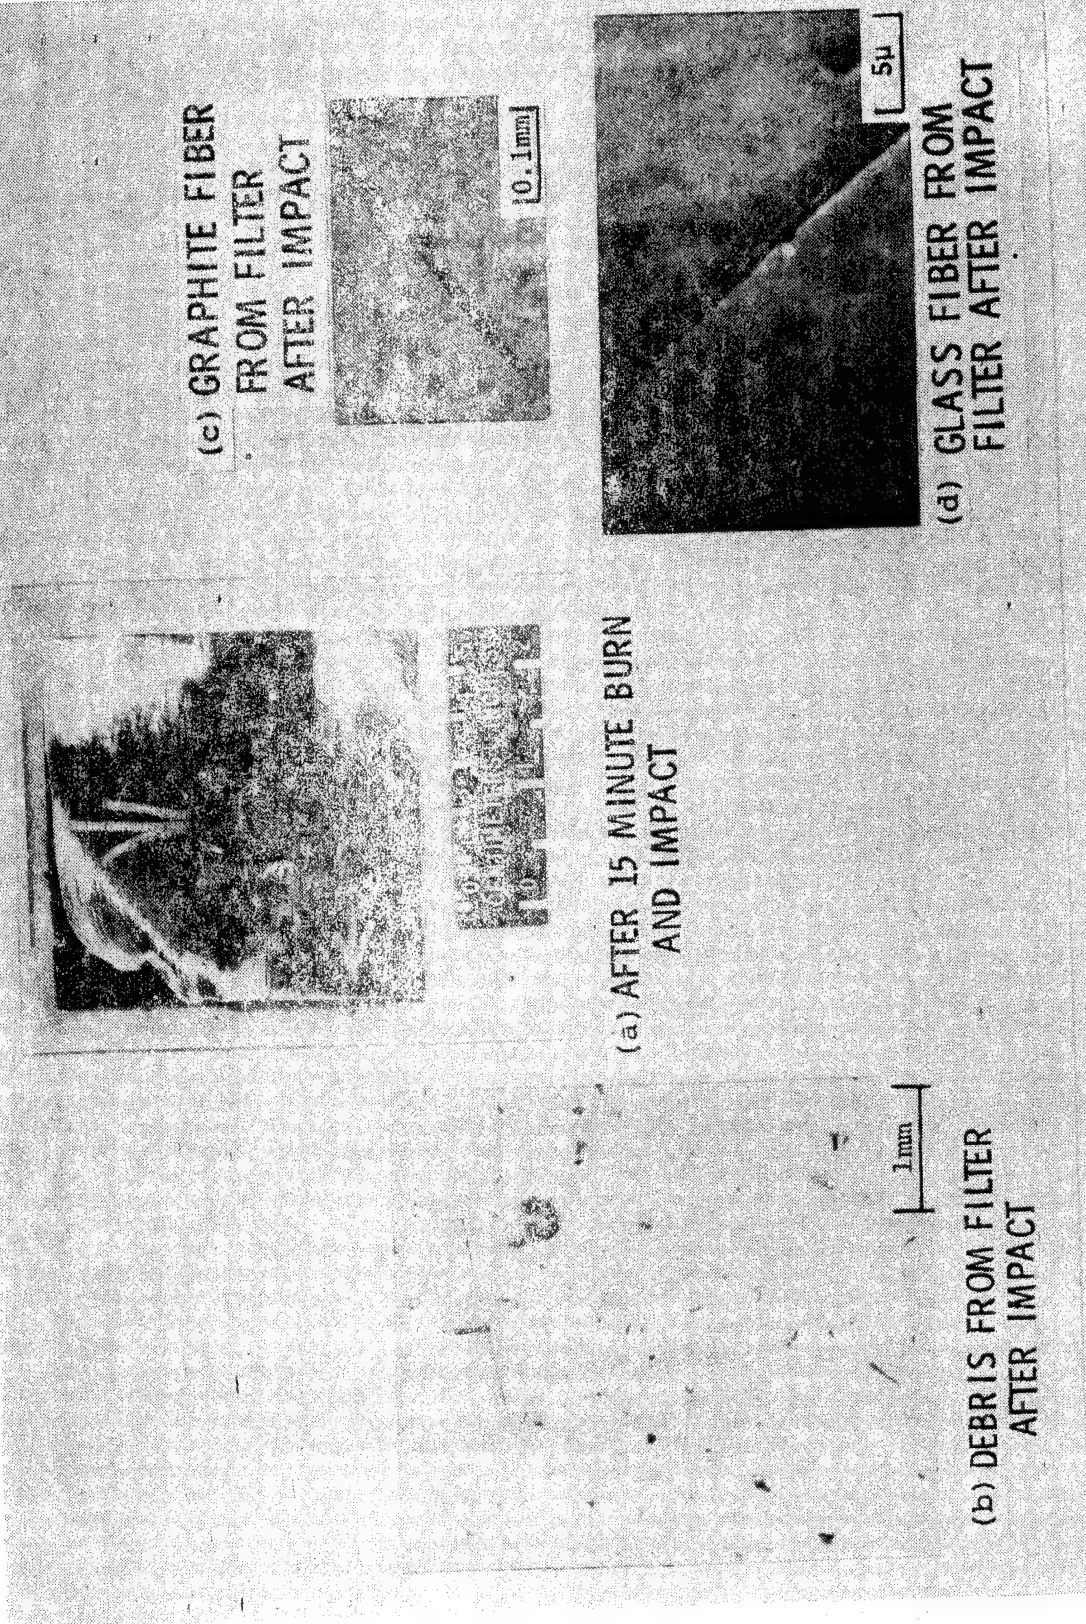 (a) AFTER 15 MINUTE BURN
AND IMPACT
1mm
(b) DEBRIS FROM FILTER
AFTER IMPACT
(c) GRAPHITE FIBER
FROM FILTER
AFTER IMPACT
0.1mm
5μ
(d) GLASS FIBER FROM
FILTER AFTER IMPACT